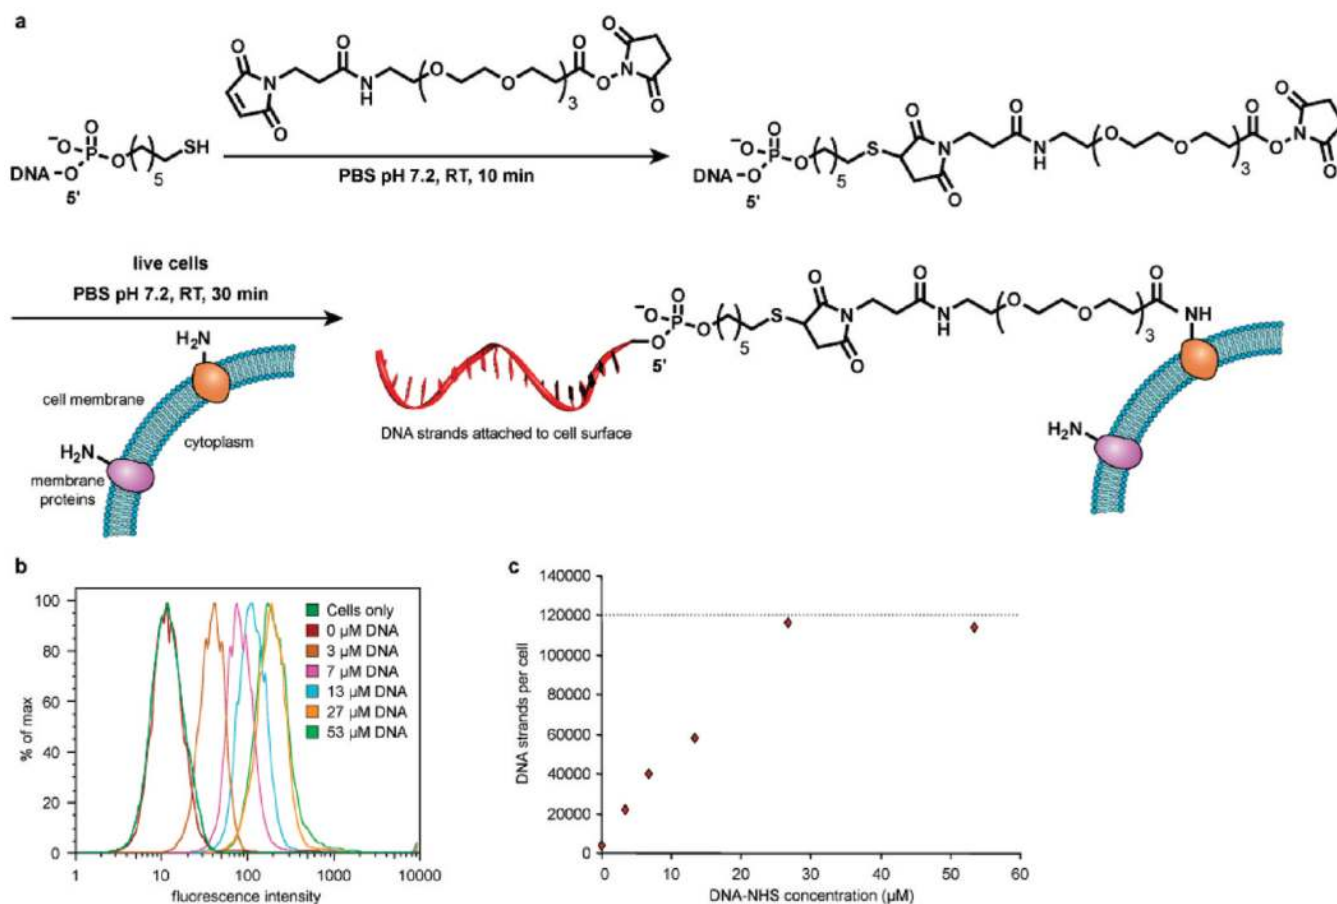 a
O
O
N
O
O
N
H
O
O
3
O
O
N
O
O
−O
O
P
O
DNA
O
5'
5
SH
PBS pH 7.2, RT, 10 min
−O
O
P
O
DNA
O
5'
5
S
O
N
O
O
N
H
O
O
3
O
O
N
O
O
live cells
PBS pH 7.2, RT, 30 min
H₂N
cell membrane
cytoplasm
H₂N
membrane
proteins
−O
O
P
O
O
5'
5
S
O
N
O
O
N
H
O
O
3
O
NH
DNA strands attached to cell surface
H₂N
b
100
80
60
40
20
0
% of max
1
10
100
1000
10000
fluorescence intensity
Cells only
0 µM DNA
3 µM DNA
7 µM DNA
13 µM DNA
27 µM DNA
53 µM DNA
c
140000
120000
100000
80000
60000
40000
20000
0
DNA strands per cell
0
10
20
30
40
50
60
DNA-NHS concentration (µM)